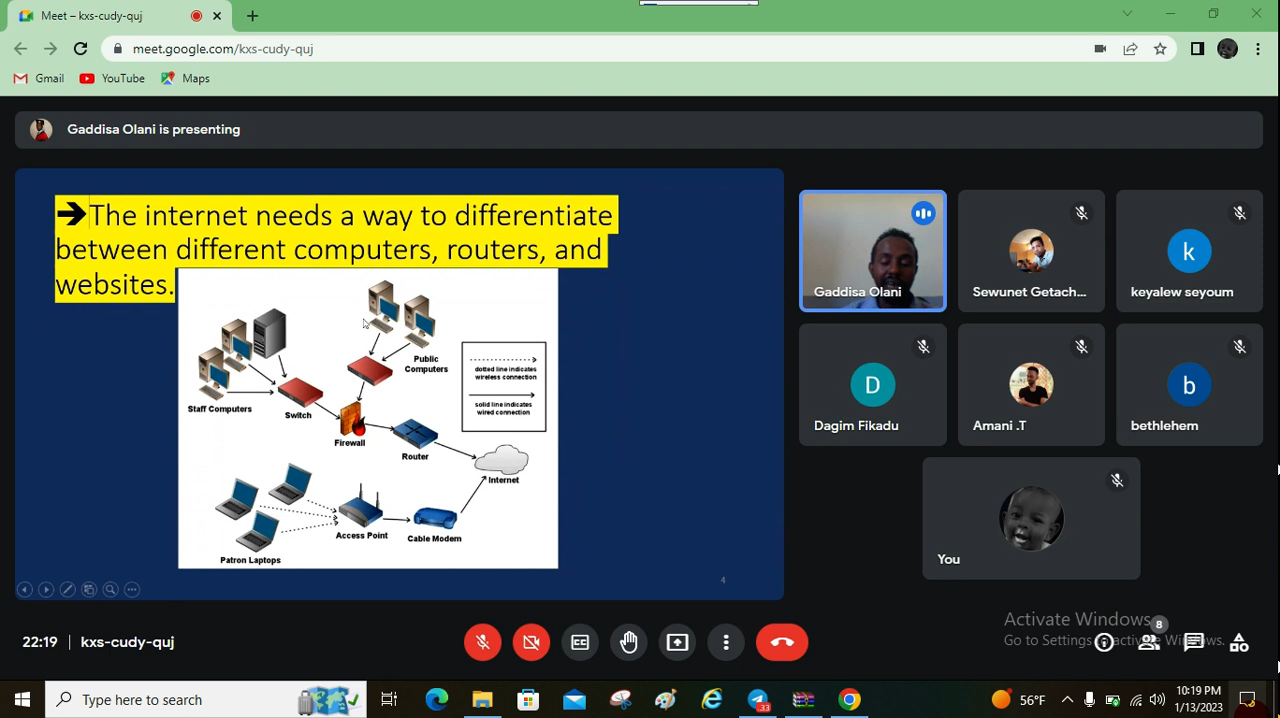 Meet – kxs-cudy-quj
meet.google.com/kxs-cudy-quj
Gmail
YouTube
Maps
Gaddisa Olani is presenting
➔The internet needs a way to differentiate
between different computers, routers, and
websites.
Public
Computers
dotted line indicates
wireless connection
solid line indicates
wired connection
Staff Computers
Switch
Firewall
Router
Internet
Access Point
Cable Modem
Patron Laptops
4
Gaddisa Olani
Sewunet Getach...
k
keyalew seyoum
D
Dagim Fikadu
Amani .T
b
bethlehem
You
Activate Windows
Go to Settings to activate Windows.
22:19
kxs-cudy-quj
CC
8
Type here to search
33
56°F
10:19 PM
1/13/2023